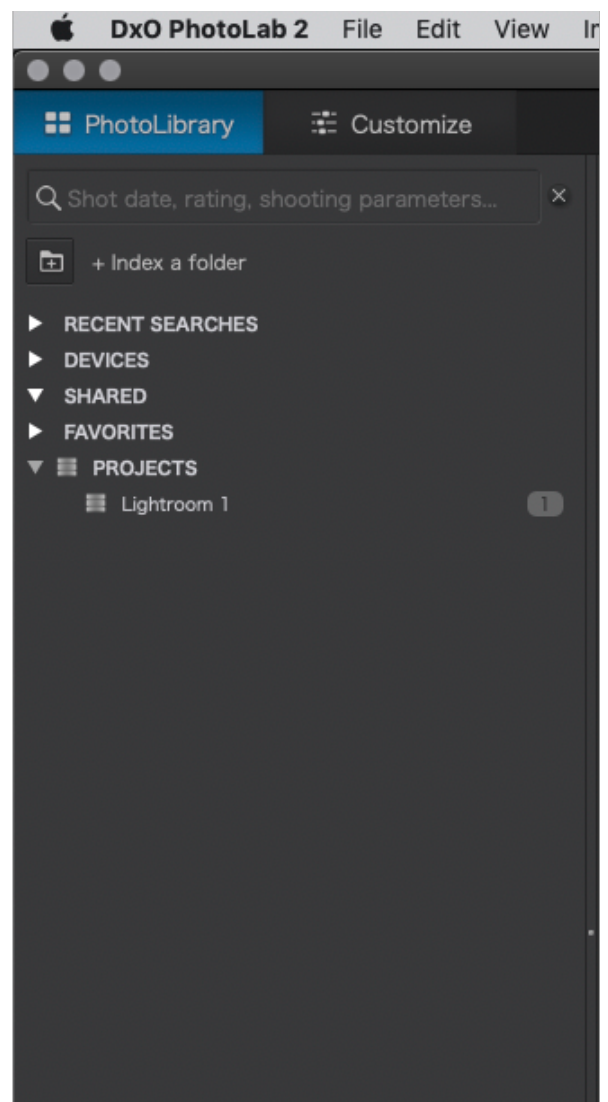 DxO PhotoLab 2 File Edit View
PhotoLibrary Customize
Shot date, rating, shooting parameters...
+ Index a folder
RECENT SEARCHES
DEVICES
SHARED
FAVORITES
PROJECTS
Lightroom 1 1